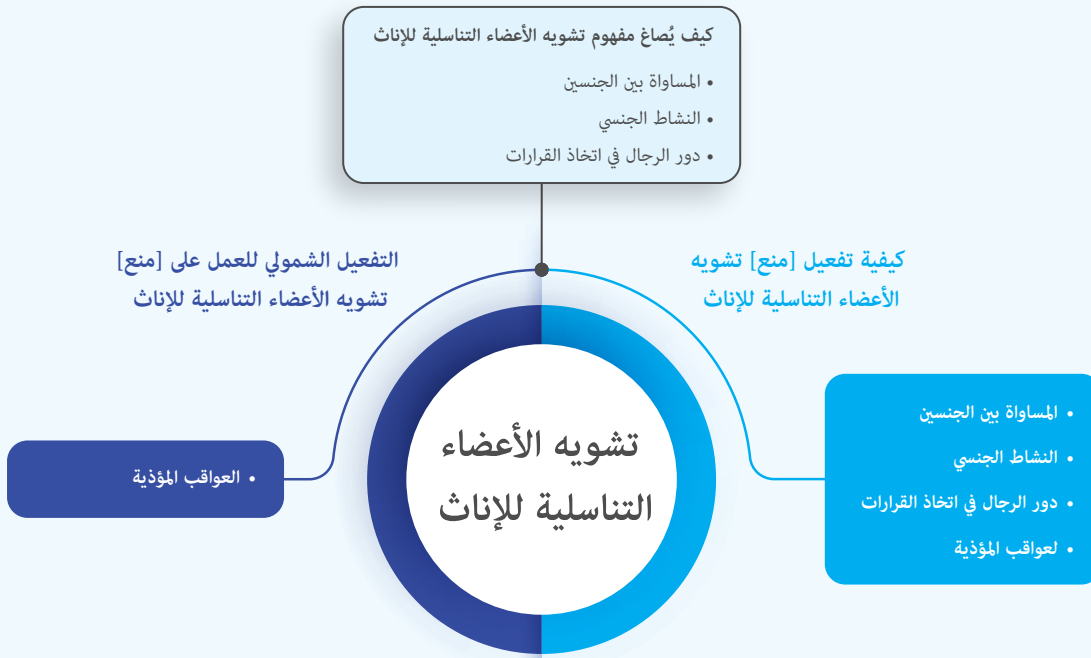 كيف يُصاغ مفهوم تشويه الأعضاء التناسلية للإناث
• المساواة بين الجنسين
• النشاط الجنسي
• دور الرجال في اتخاذ القرارات
كيفية تفعيل [منع] تشويه
الأعضاء التناسلية للإناث
• المساواة بين الجنسين
• النشاط الجنسي
• دور الرجال في اتخاذ القرارات
• لعواقب المؤذية
التفعيل الشمولي للعمل على [منع]
تشويه الأعضاء التناسلية للإناث
• العواقب المؤذية
تشويه الأعضاء
التناسلية للإناث